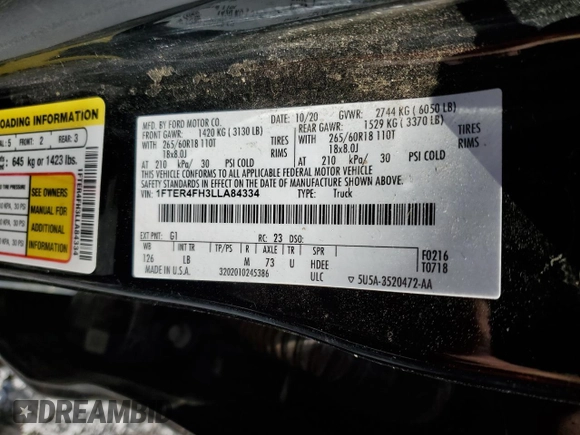 LOADING INFORMATION
FRONT: 2 REAR: 3
645 kg or 1423 lbs.
SEE OWNERS
MANUAL FOR
ADDITIONAL
INFORMATION
1FTER4FH3LLA84334
MFD. BY FORD MOTOR CO. 10/20 GVWR: 2744 KG ( 6050 LB)
FRONT GAWR: 1420 KG ( 3130 LB) REAR GAWR: 1529 KG ( 3370 LB)
WITH 265/60R18 110T TIRES WITH 265/60R18 110T TIRES
18x8.0J RIMS 18x8.0J RIMS
AT 210 kPa/ 30 PSI COLD AT 210 kPa/ 30 PSI COLD
THIS VEHICLE CONFORMS TO ALL APPLICABLE FEDERAL MOTOR VEHICLE
SAFETY STANDARDS IN EFFECT ON THE DATE OF MANUFACTURE SHOWN ABOVE.
VIN: 1FTER4FH3LLA84334 TYPE: Truck
EXT PNT: G1 RC: 23 DSO:
WB INT TR TP/PS R AXLE TR SPR
126 LB M 73 U HDEE
ULC
F0216
T0718
MADE IN U.S.A. 3202010245386 5U5A-3520472-AA
DREAMBID